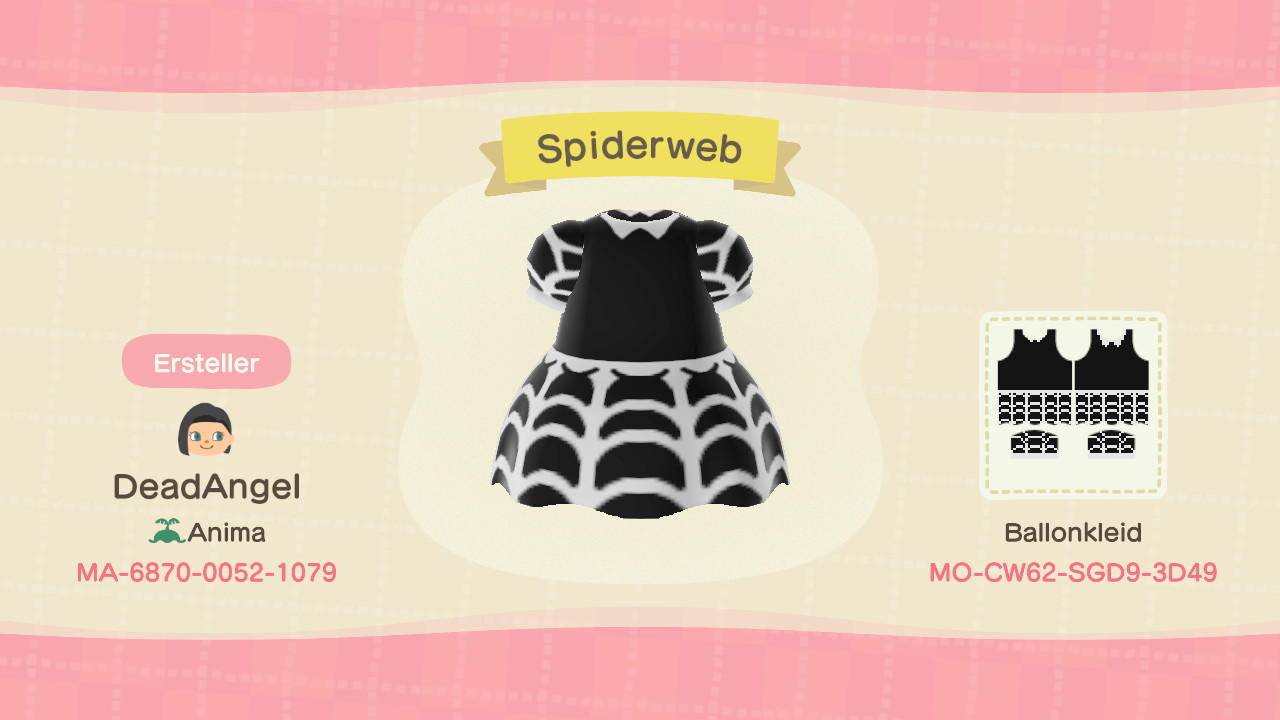 Spiderweb
Ersteller
DeadAngel
Anima
MA-6870-0052-1079
Ballonkleid
MO-CW62-SGD9-3D49